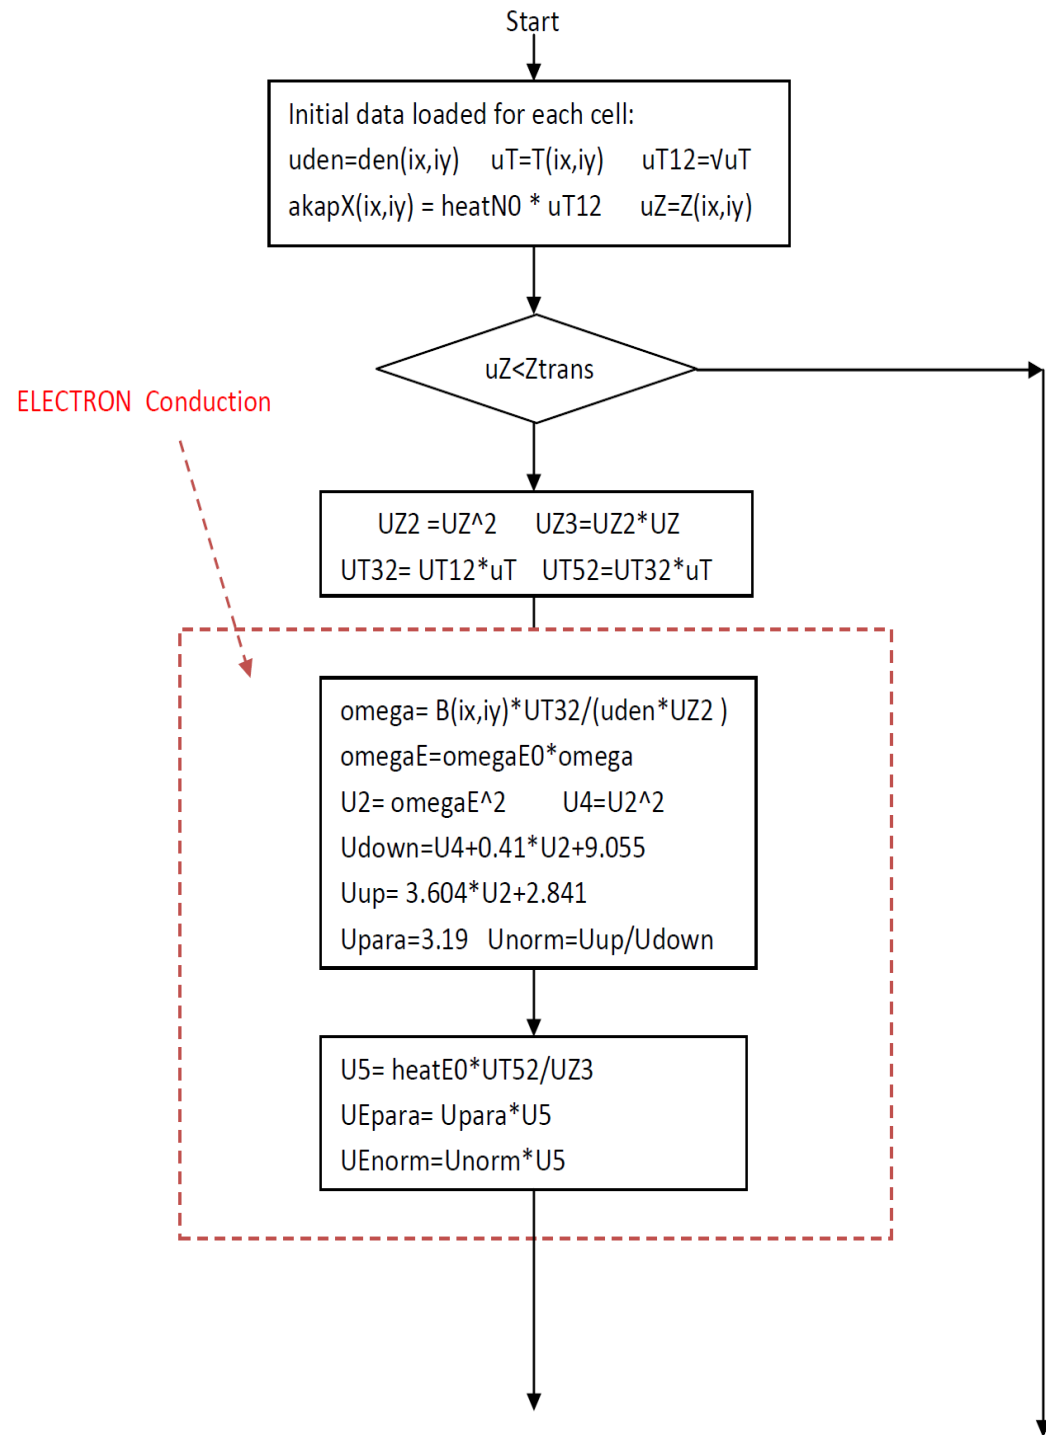 Start
Initial data loaded for each cell:
uden=den(ix,iy) uT=T(ix,iy) uT12=√uT
akapX(ix,iy) = heatN0 * uT12 uZ=Z(ix,iy)
uZ<Ztrans
ELECTRON Conduction
UZ2 =UZ^2 UZ3=UZ2*UZ
UT32= UT12*uT UT52=UT32*uT
omega= B(ix,iy)*UT32/(uden*UZ2 )
omegaE=omegaE0*omega
U2= omegaE^2 U4=U2^2
Udown=U4+0.41*U2+9.055
Uup= 3.604*U2+2.841
Upara=3.19 Unorm=Uup/Udown
U5= heatE0*UT52/UZ3
UEpara= Upara*U5
UEnorm=Unorm*U5